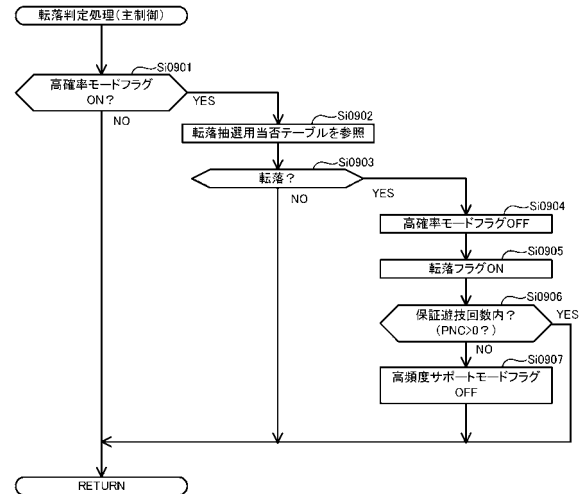 転落判定処理(主制御)
Si0901
高確率モードフラグ
ON?
YES
NO
Si0902
転落抽選用当否テーブルを参照
Si0903
転落?
YES
NO
Si0904
高確率モードフラグOFF
Si0905
転落フラグON
Si0906
保証遊技回数内?
(PNC>0?)
YES
NO
Si0907
高頻度サポートモードフラグ
OFF
RETURN